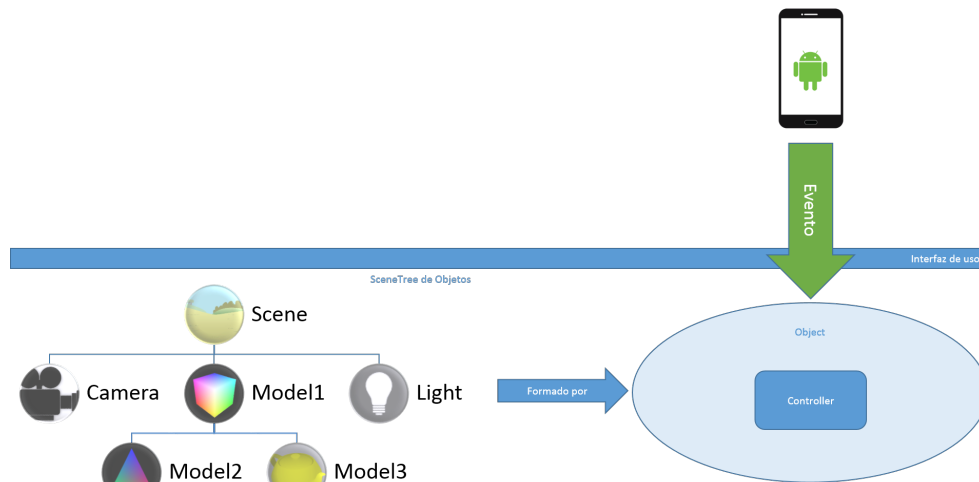 Evento
Interfaz de uso
SceneTree de Objetos
Scene
Camera
Model1
Light
Model2
Model3
Formado por
Object
Controller